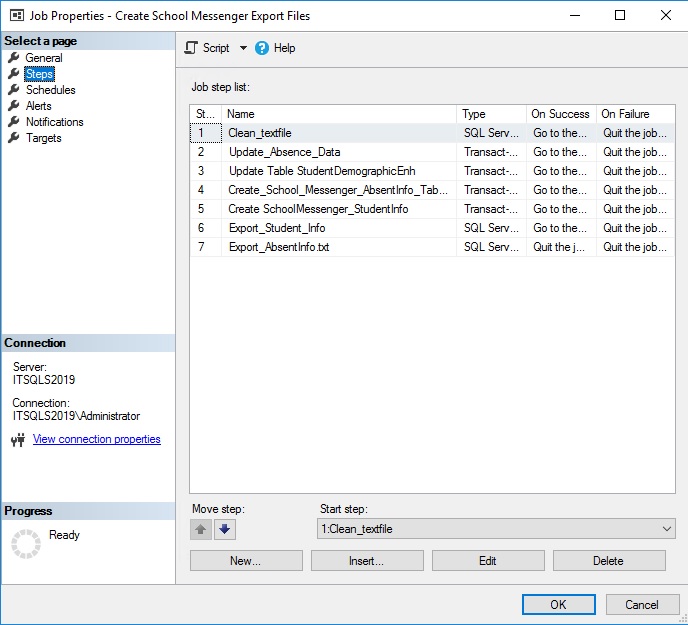 Job Properties - Create School Messenger Export Files
Select a page
General
Steps
Schedules
Alerts
Notifications
Targets
Script
Help
Job step list:
St... Name Type On Success On Failure
1 Clean_textfile SQL Serv... Go to the... Quit the job...
2 Update_Absence_Data Transact-... Go to the... Quit the job...
3 Update Table StudentDemographicEnh Transact-... Go to the... Quit the job...
4 Create_School_Messenger_AbsentInfo_Tab... Transact-... Go to the... Quit the job...
5 Create SchoolMessenger_StudentInfo Transact-... Go to the... Quit the job...
6 Export_Student_Info SQL Serv... Go to the... Quit the job...
7 Export_AbsentInfo.txt SQL Serv... Quit the j... Quit the job...
Connection
Server:
ITSQLS2019
Connection:
ITSQLS2019\Administrator
View connection properties
Progress
Ready
Move step:
Start step:
1:Clean_textfile
New...
Insert...
Edit
Delete
OK
Cancel